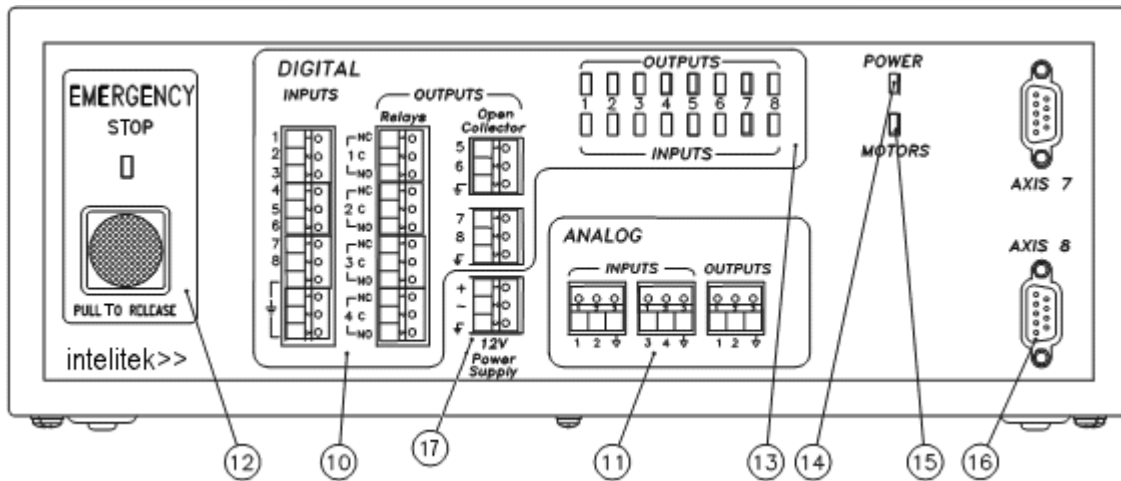 EMERGENCY
STOP
PULL TO RELEASE
intelitek>>
DIGITAL
INPUTS
1
2
3
4
5
6
7
8
OUTPUTS
Relays
NC
1 C
NO
NC
2 C
NO
NC
3 C
NO
NC
4 C
NO
Open
Collector
5
6
7
8
+
-
12V
Power
Supply
OUTPUTS
1 2 3 4 5 6 7 8
INPUTS
ANALOG
INPUTS OUTPUTS
1 2 3 4 1 2
POWER
MOTORS
AXIS 7
AXIS 8
12 10 17 11 13 14 15 16